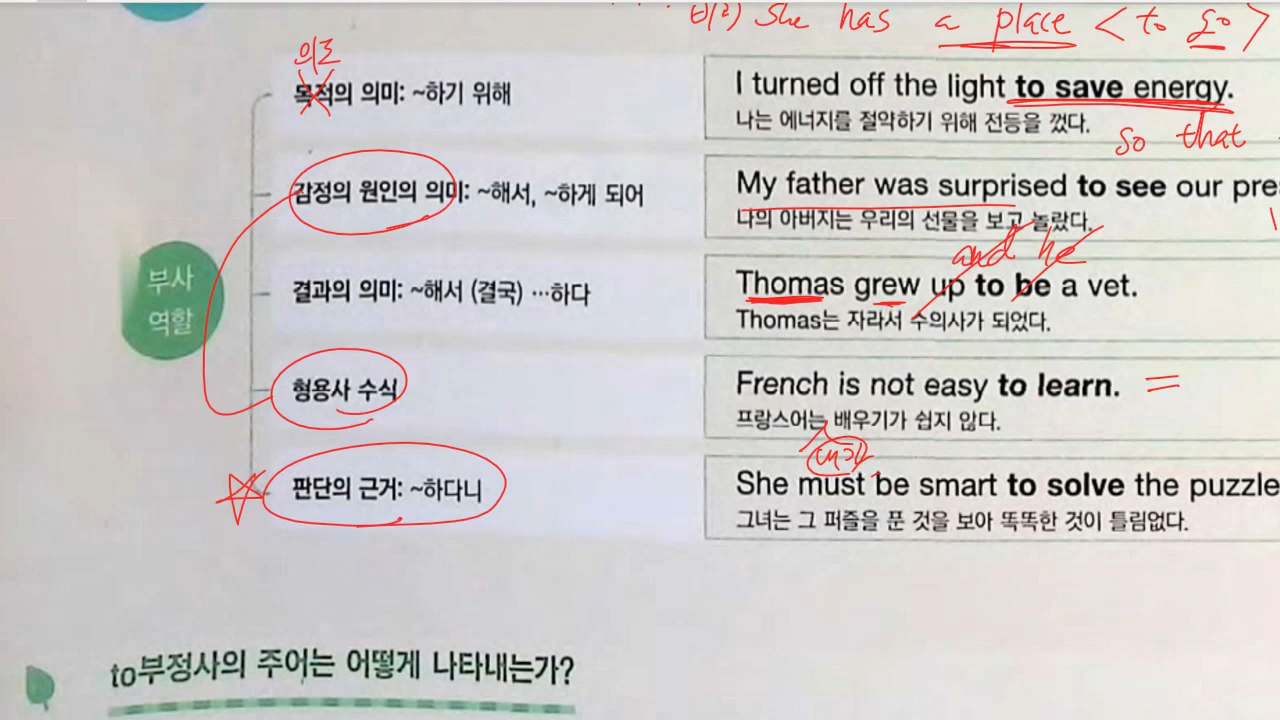 비교) She has a place < to go >
의도
목적의 의미: ~하기 위해
I turned off the light to save energy.
나는 에너지를 절약하기 위해 전등을 껐다.
so that
감정의 원인의 의미: ~해서, ~하게 되어
My father was surprised to see our pre
나의 아버지는 우리의 선물을 보고 놀랐다.
and he
부사
역할
결과의 의미: ~해서 (결국) …하다
Thomas grew up to be a vet.
Thomas는 자라서 수의사가 되었다.
형용사 수식
French is not easy to learn. =
프랑스어는 배우기가 쉽지 않다.
판단의 근거: ~하다니
She must be smart to solve the puzzle
그녀는 그 퍼즐을 푼 것을 보아 똑똑한 것이 틀림없다.
to부정사의 주어는 어떻게 나타내는가?